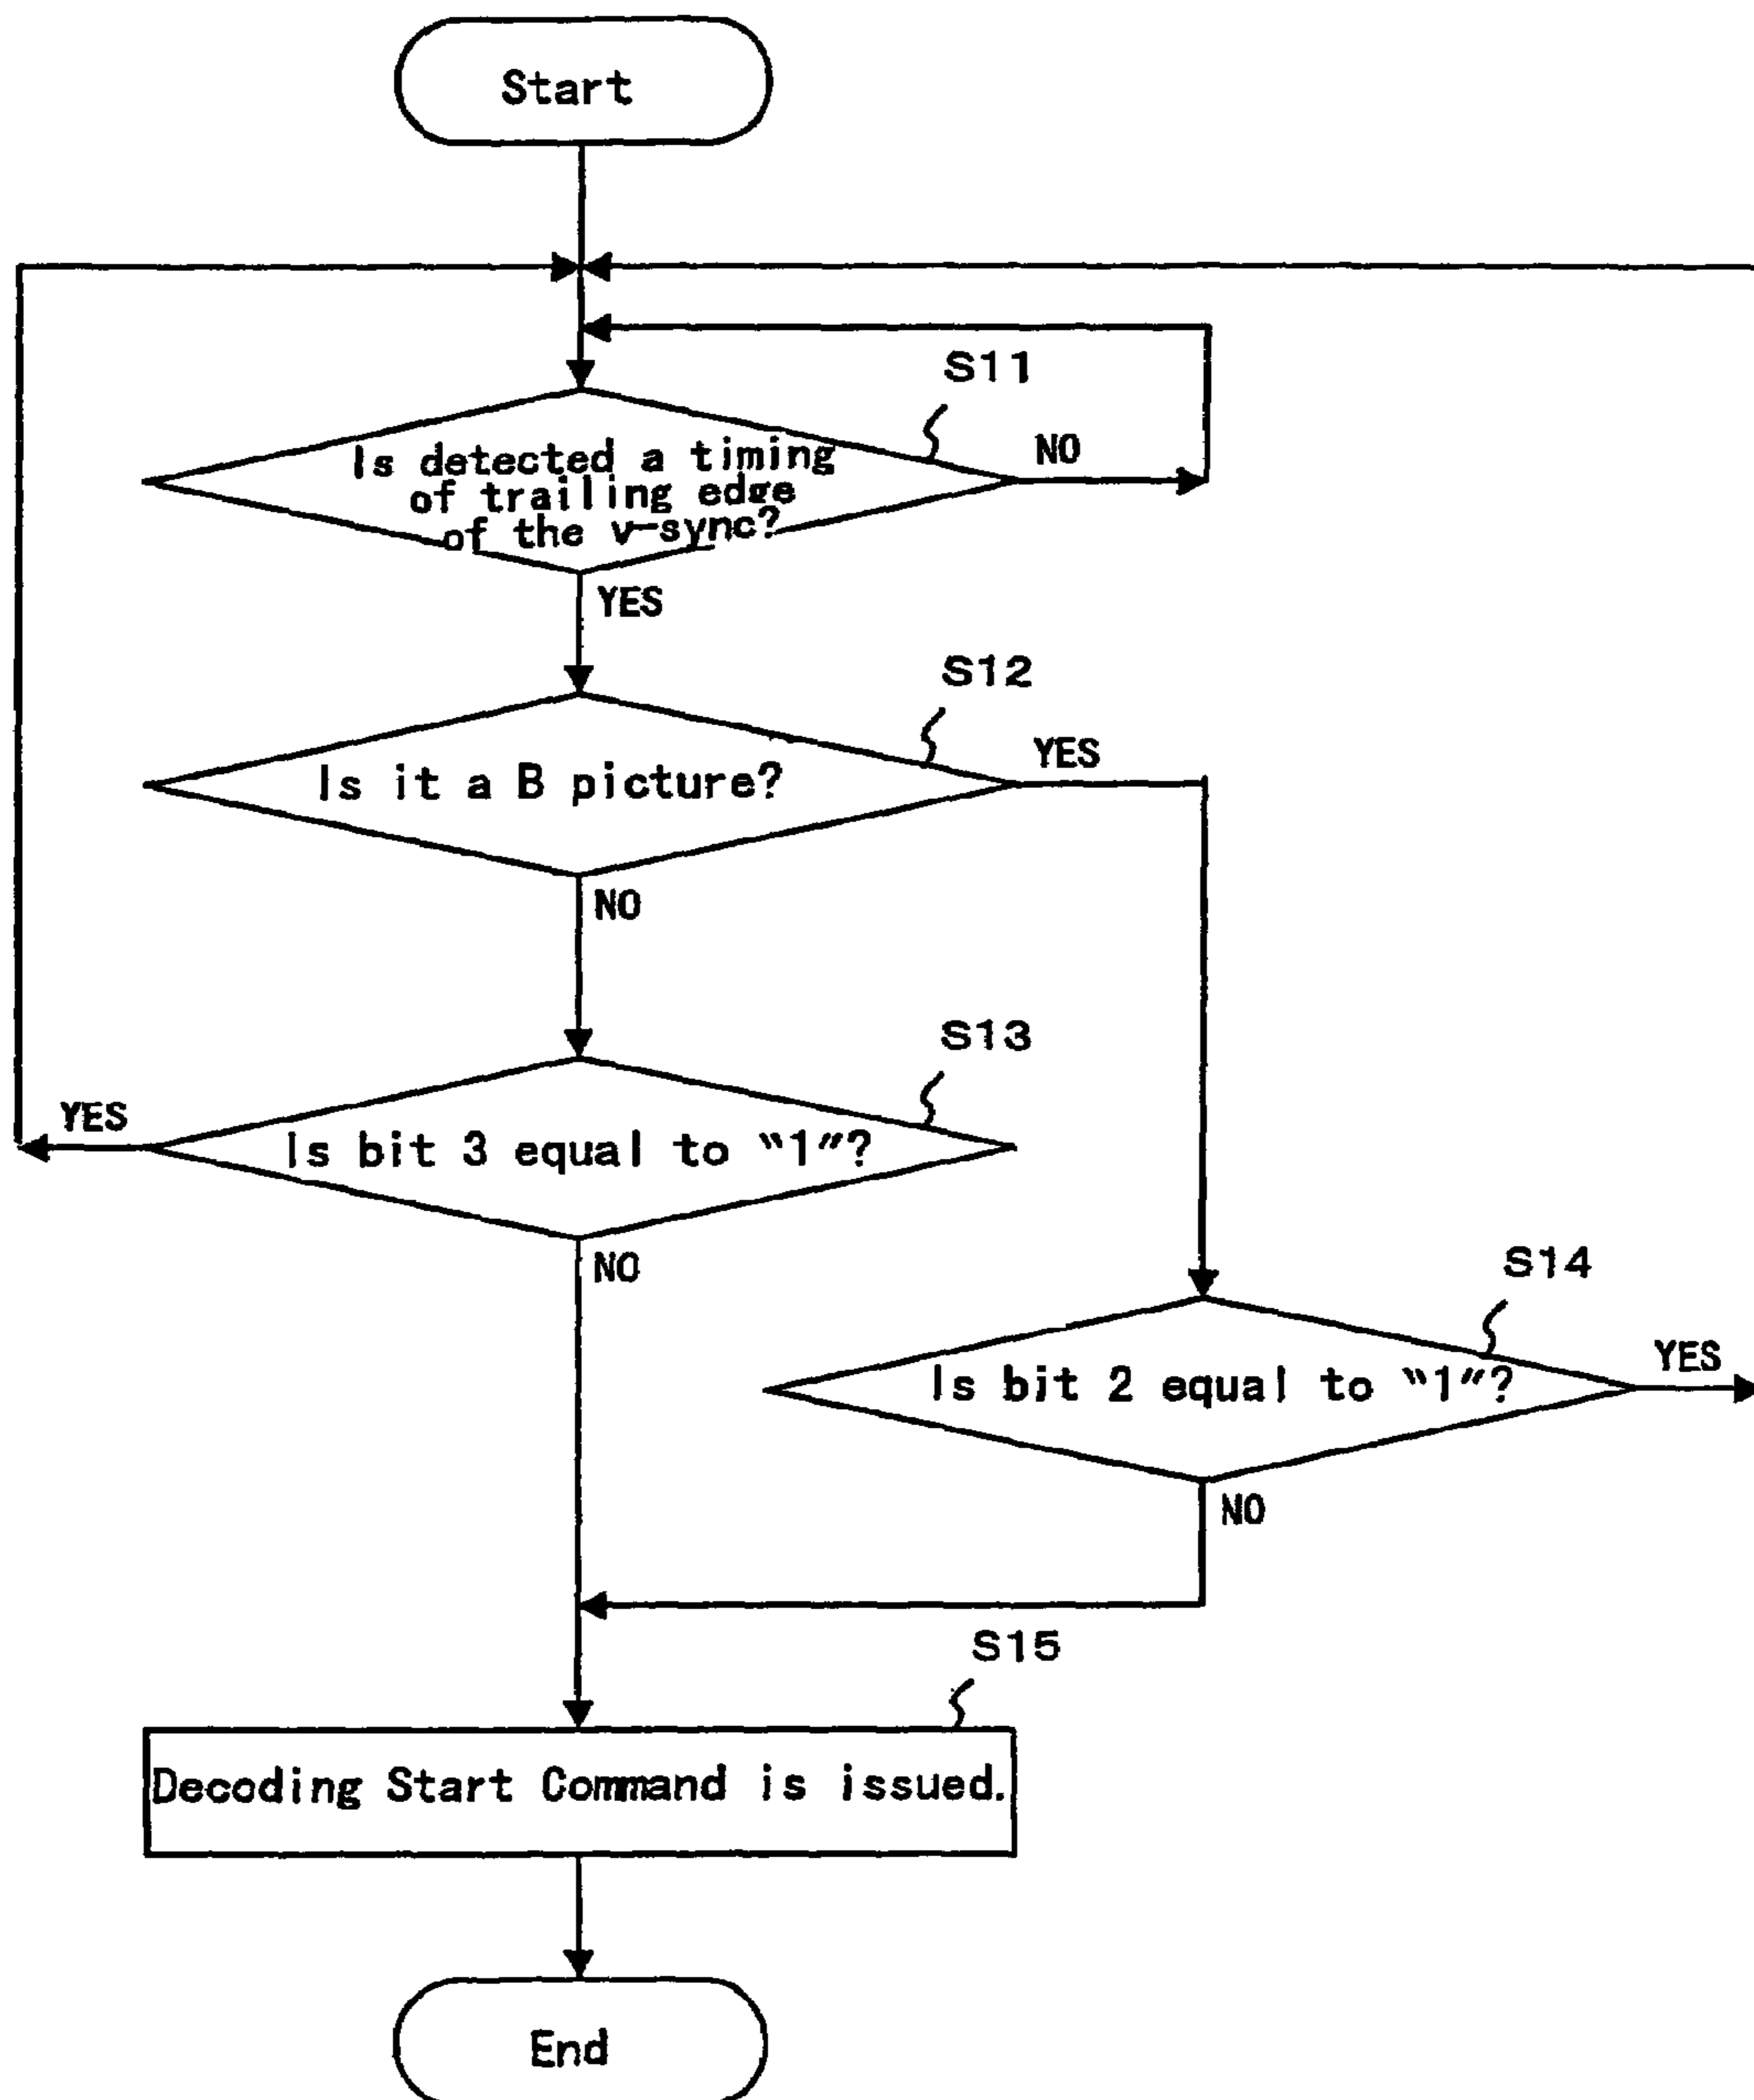 Start
S11
Is detected a timing
of trailing edge
of the v-sync?
NO
YES
S12
Is it a B picture?
YES
NO
S13
Is bit 3 equal to “1”?
YES
NO
S14
Is bit 2 equal to “1”?
YES
NO
S15
Decoding Start Command is issued.
End